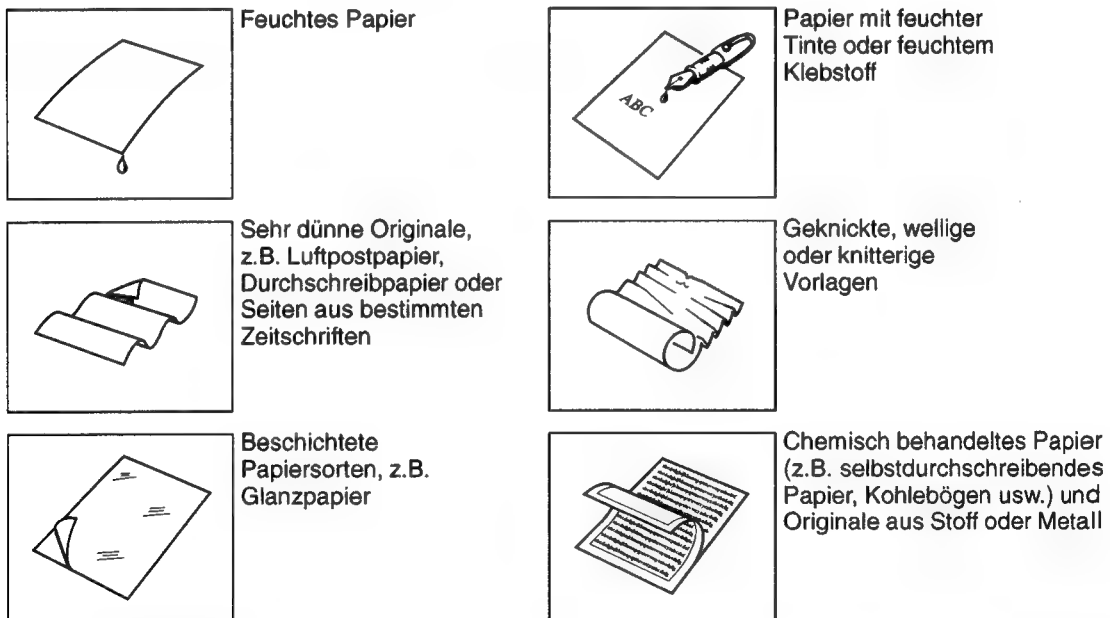 Feuchtes Papier
Papier mit feuchter
Tinte oder feuchtem
Klebstoff
ABC
Sehr dünne Originale,
z.B. Luftpostpapier,
Durchschreibpapier oder
Seiten aus bestimmten
Zeitschriften
Geknickte, wellige
oder knitterige
Vorlagen
Beschichtete
Papiersorten, z.B.
Glanzpapier
Chemisch behandeltes Papier
(z.B. selbstdurchschreibendes
Papier, Kohlebögen usw.) und
Originale aus Stoff oder Metall